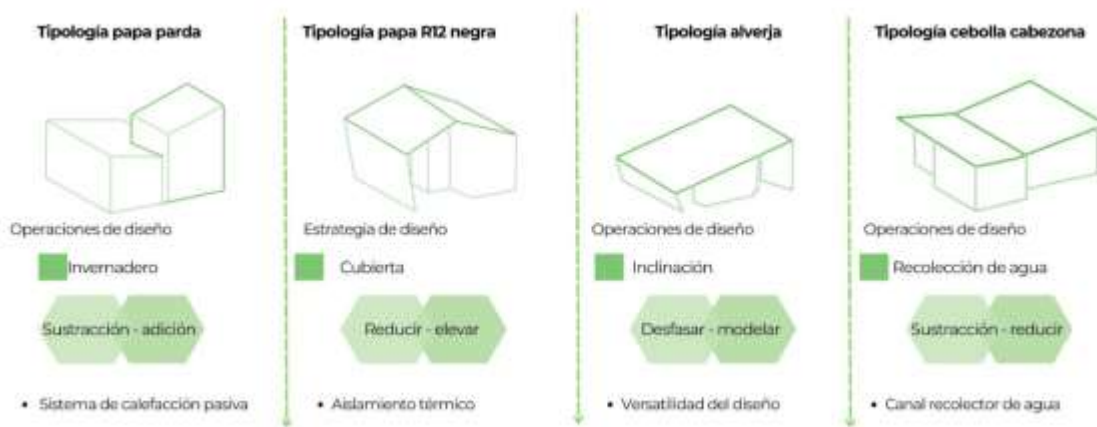 Tipología papa parda
Operaciones de diseño
Invernadero
Sustracción - adición
• Sistema de calefacción pasiva
Tipología papa R12 negra
Estrategia de diseño
Cubierta
Reducir - elevar
• Aislamiento térmico
Tipología alverja
Operaciones de diseño
Inclinación
Desfasar - modelar
• Versatilidad del diseño
Tipología cebolla cabezona
Operaciones de diseño
Recolección de agua
Sustracción - reducir
• Canal recolector de agua